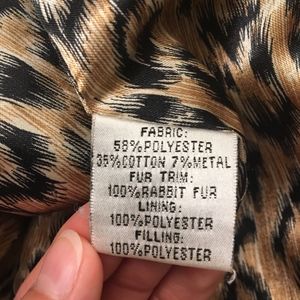 FABRIC:
58%POLYESTER
35%COTTON 7%METAL
FUR TRIM:
100%RABBIT FUR
LINING:
100%POLYESTER
FILLING:
100%POLYESTER